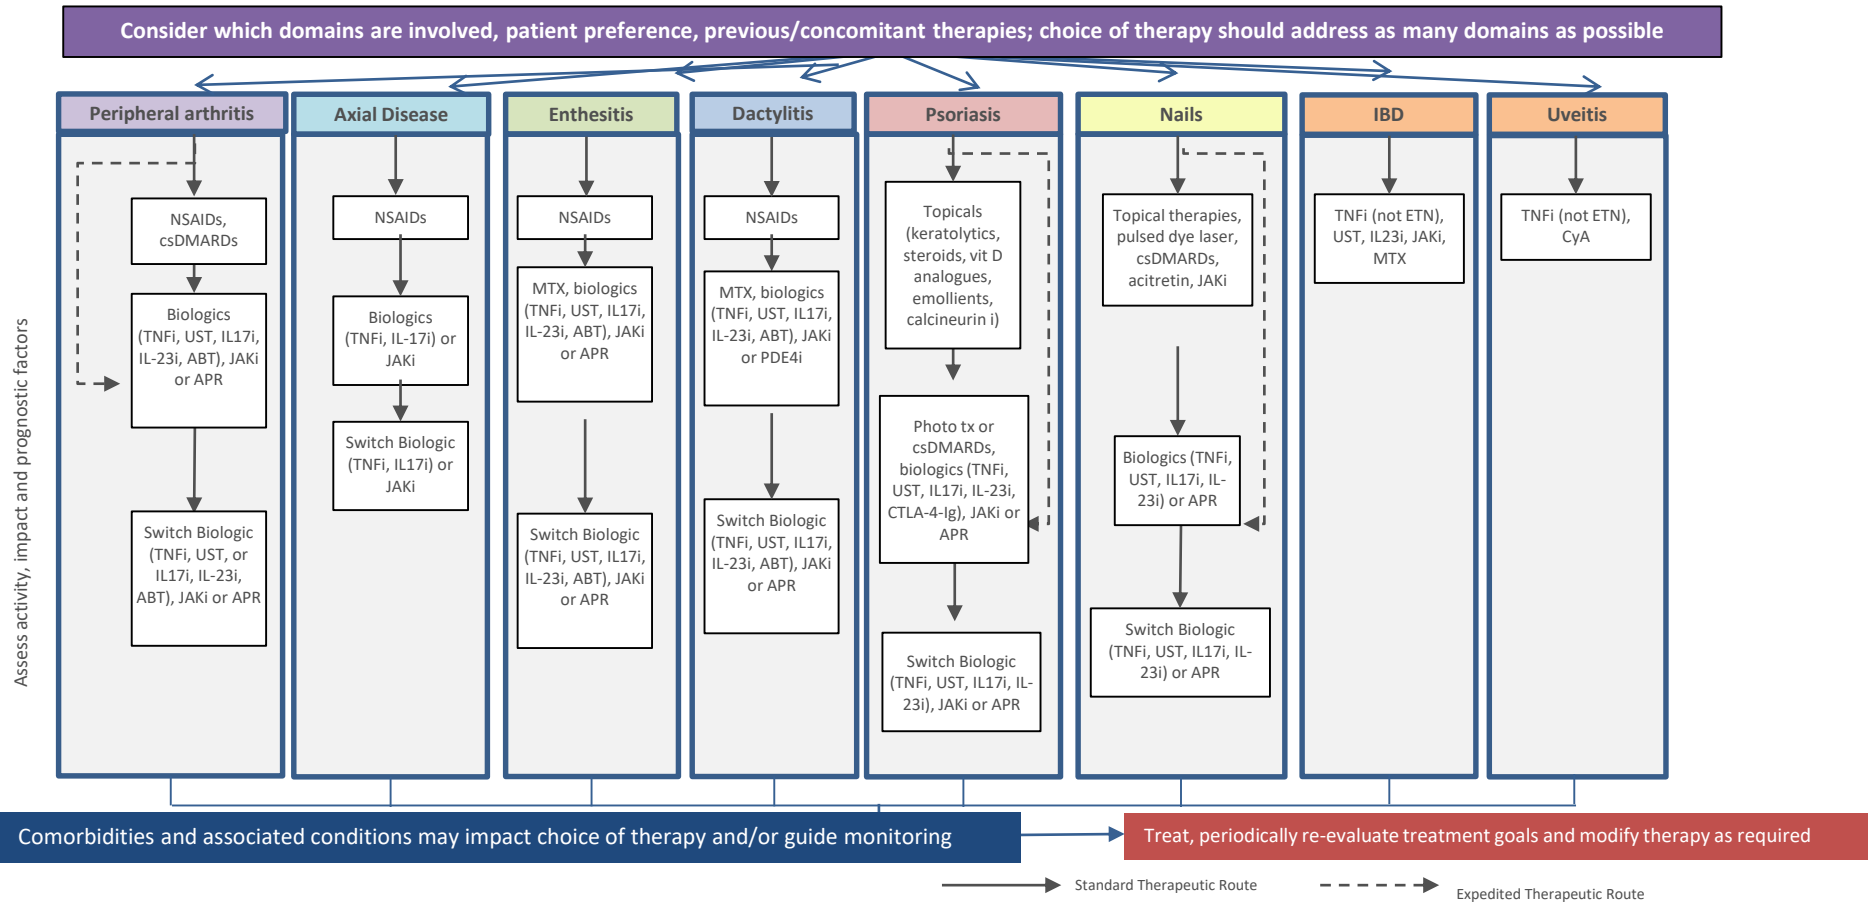 Consider which domains are involved, patient preference, previous/concomitant therapies; choice of therapy should address as many domains as possible
Assess activity, impact and prognostic factors
Peripheral arthritis
NSAIDs,
csDMARDs
Biologics
(TNFi, UST, IL17i,
IL-23i, ABT), JAKi
or APR
Switch Biologic
(TNFi, UST, or
IL17i, IL-23i,
ABT), JAKi or APR
Axial Disease
NSAIDs
Biologics
(TNFi, IL-17i) or
JAKi
Switch Biologic
(TNFi, IL17i) or
JAKi
Enthesitis
NSAIDs
MTX, biologics
(TNFi, UST, IL17i,
IL-23i, ABT), JAKi
or APR
Switch Biologic
(TNFi, UST, IL17i,
IL-23i, ABT), JAKi
or APR
Dactylitis
NSAIDs
MTX, biologics
(TNFi, UST, IL17i,
IL-23i, ABT), JAKi
or PDE4i
Switch Biologic
(TNFi, UST, IL17i,
IL-23i, ABT), JAKi
or APR
Psoriasis
Topicals
(keratolytics,
steroids, vit D
analogues,
emollients,
calcineurin i)
Photo tx or
csDMARDs,
biologics (TNFi,
UST, IL17i, IL-23i,
CTLA-4-Ig), JAKi or
APR
Switch Biologic
(TNFi, UST, IL17i, IL-
23i), JAKi or APR
Nails
Topical therapies,
pulsed dye laser,
csDMARDs,
acitretin, JAKi
Biologics (TNFi,
UST, IL17i, IL-
23i) or APR
Switch Biologic
(TNFi, UST, IL17i, IL-
23i) or APR
IBD
TNFi (not ETN),
UST, IL23i, JAKi,
MTX
Uveitis
TNFi (not ETN),
CyA
Comorbidities and associated conditions may impact choice of therapy and/or guide monitoring
Treat, periodically re-evaluate treatment goals and modify therapy as required
Standard Therapeutic Route
Expedited Therapeutic Route